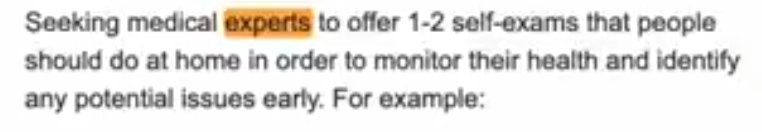 Seeking medical experts to offer 1-2 self-exams that people
should do at home in order to monitor their health and identify
any potential issues early. For example: